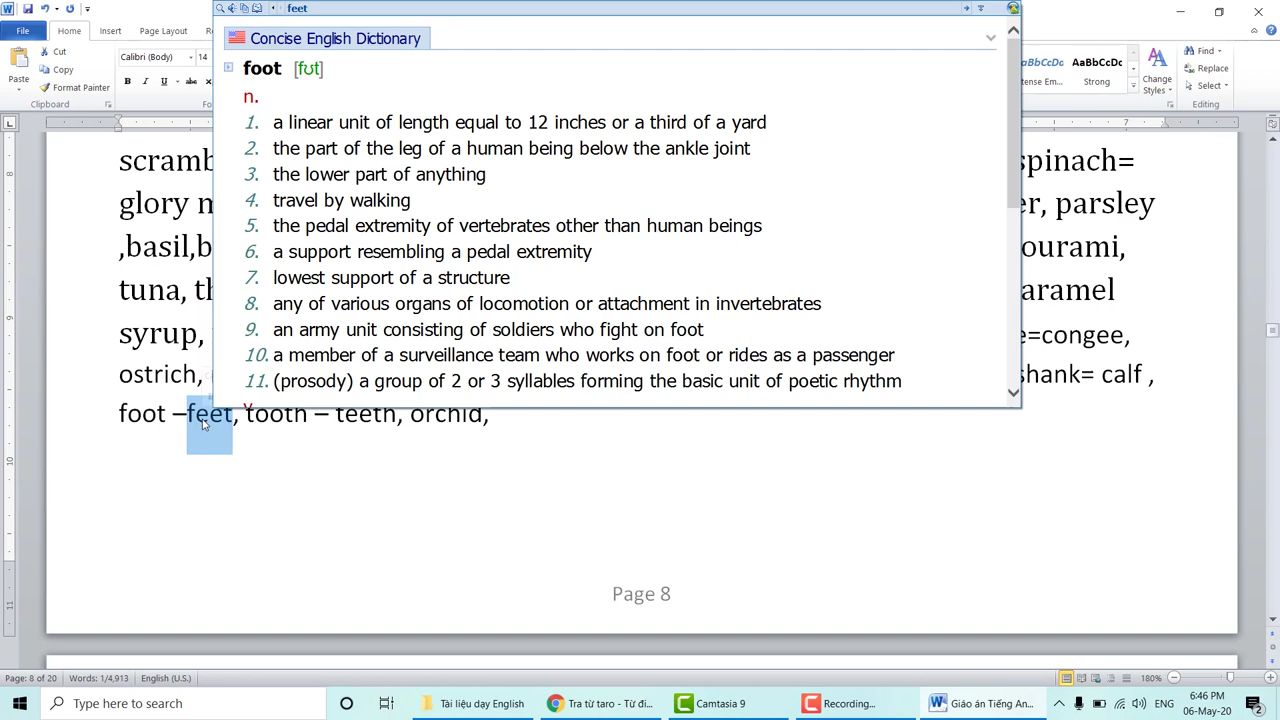 feet
File
Home
Insert
Page Layout
Cut
Copy
Format Painter
Paste
Clipboard
Calibri (Body)
14
B I U abc
Concise English Dictionary
foot [fʊt]
n.
1. a linear unit of length equal to 12 inches or a third of a yard
2. the part of the leg of a human being below the ankle joint
3. the lower part of anything
4. travel by walking
5. the pedal extremity of vertebrates other than human beings
6. a support resembling a pedal extremity
7. lowest support of a structure
8. any of various organs of locomotion or attachment in invertebrates
9. an army unit consisting of soldiers who fight on foot
10. a member of a surveillance team who works on foot or rides as a passenger
11. (prosody) a group of 2 or 3 syllables forming the basic unit of poetic rhythm
AaBbCcDc
Strong
Change
Styles
Find
Replace
Select
Editing
7
spinach=
glory
parsley
,basil,
ourami,
tuna,
syrup,
=congee,
ostrich,
shank= calf ,
foot –feet, tooth – teeth, orchid,
Page 8
Page: 8 of 20
Words: 1/4,913
English (U.S.)
180%
Type here to search
Tài liệu dạy English
Tra từ taro - Từ đi...
Camtasia 9
Recording...
Giáo án Tiếng An...
ENG
6:46 PM
06-May-20
2